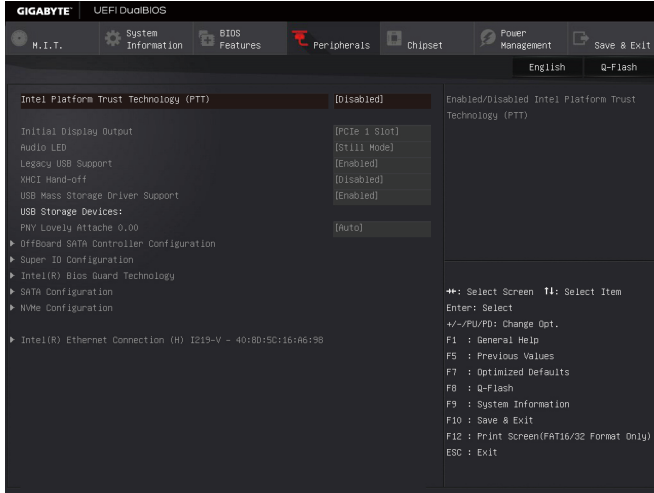 GIGABYTE™ UEFI DualBIOS
M.I.T. System Information BIOS Features Peripherals Chipset Power Management Save & Exit
English Q-Flash
Intel Platform Trust Technology (PTT) [Disabled]
Initial Display Output [PCIe 1 Slot]
Audio LED [Still Mode]
Legacy USB Support [Enabled]
XHCI Hand-off [Disabled]
USB Mass Storage Driver Support [Enabled]
USB Storage Devices:
PNY Lovely Attache 0.00 [Auto]
OffBoard SATA Controller Configuration
Super IO Configuration
Intel(R) Bios Guard Technology
SATA Configuration
NVMe Configuration
Intel(R) Ethernet Connection (H) I219-V - 40:8D:5C:16:A6:98
Enabled/Disabled Intel Platform Trust
Technology (PTT)
→←: Select Screen ↑↓: Select Item
Enter: Select
+/-/PU/PD: Change Opt.
F1 : General Help
F5 : Previous Values
F7 : Optimized Defaults
F8 : Q-Flash
F9 : System Information
F10 : Save & Exit
F12 : Print Screen(FAT16/32 Format Only)
ESC : Exit